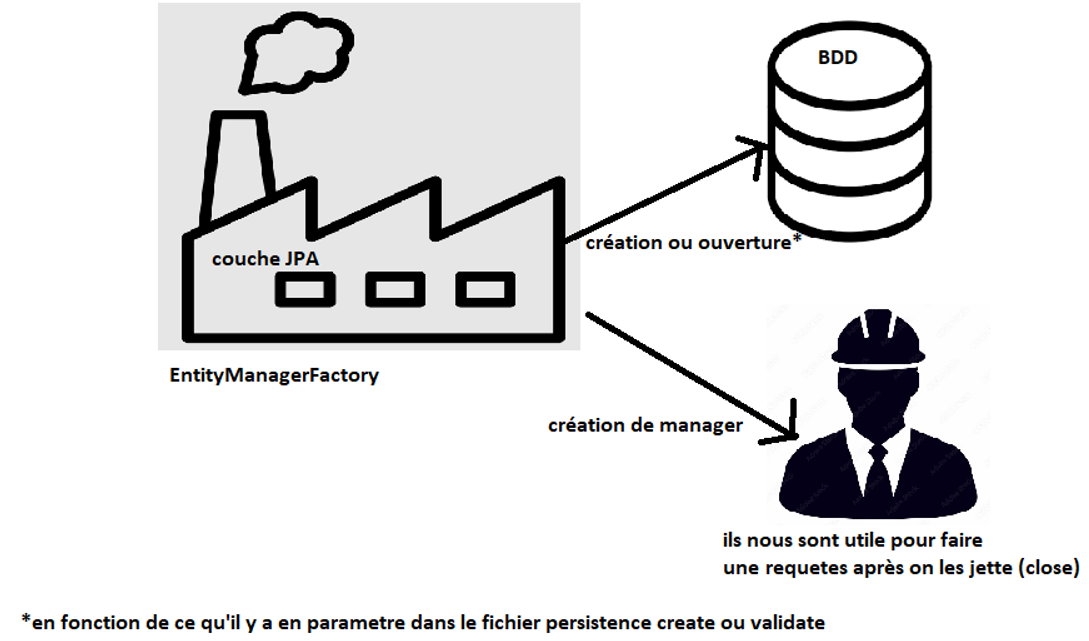 BDD
création ou ouverture*
couche JPA
EntityManagerFactory
création de manager
ils nous sont utile pour faire
une requetes après on les jette (close)
*en fonction de ce qu'il y a en parametre dans le fichier persistence create ou validate